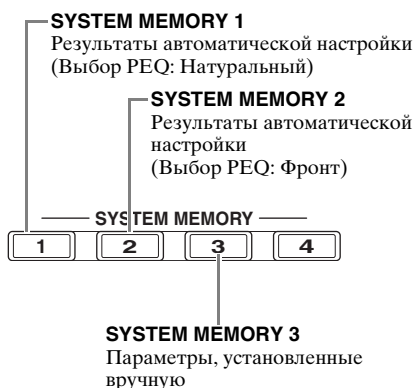 SYSTEM MEMORY 1
Результаты автоматической настройки
(Выбор PEQ: Натуральный)
SYSTEM MEMORY 2
Результаты автоматической
настройки
(Выбор PEQ: Фронт)
SYSTEM MEMORY
1 2 3 4
SYSTEM MEMORY 3
Параметры, установленные
вручную